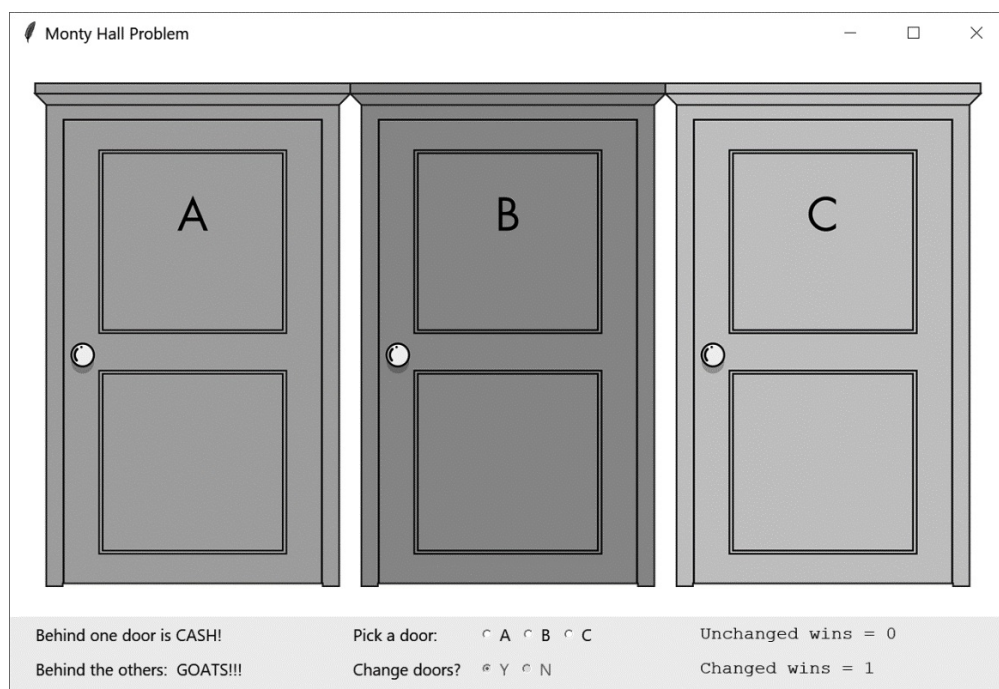 Monty Hall Problem
A
B
C
Behind one door is CASH!
Pick a door: A B C
Unchanged wins = 0
Behind the others: GOATS!!!
Change doors? Y N
Changed wins = 1